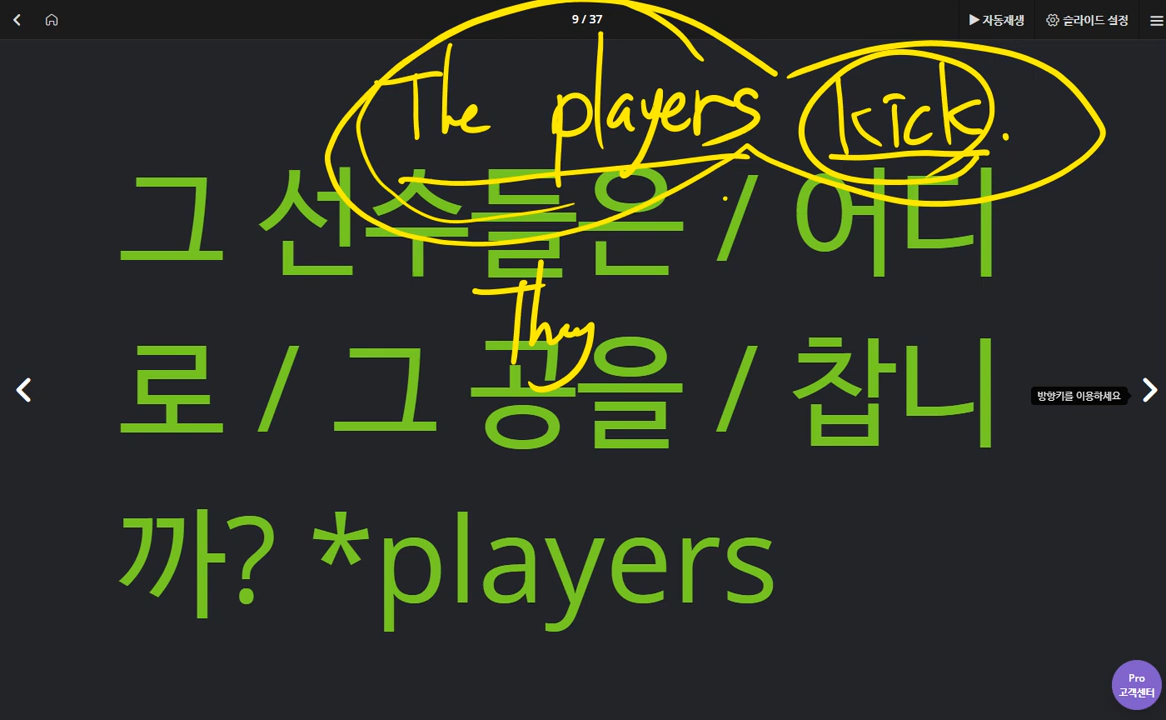 9 / 37
▶ 자동재생
슬라이드 설정
The players kick.
그 선수들은 / 어니
They
로 / 그 공을 / 찹니
방향키를 이용하세요
까? *players
Pro
고객센터